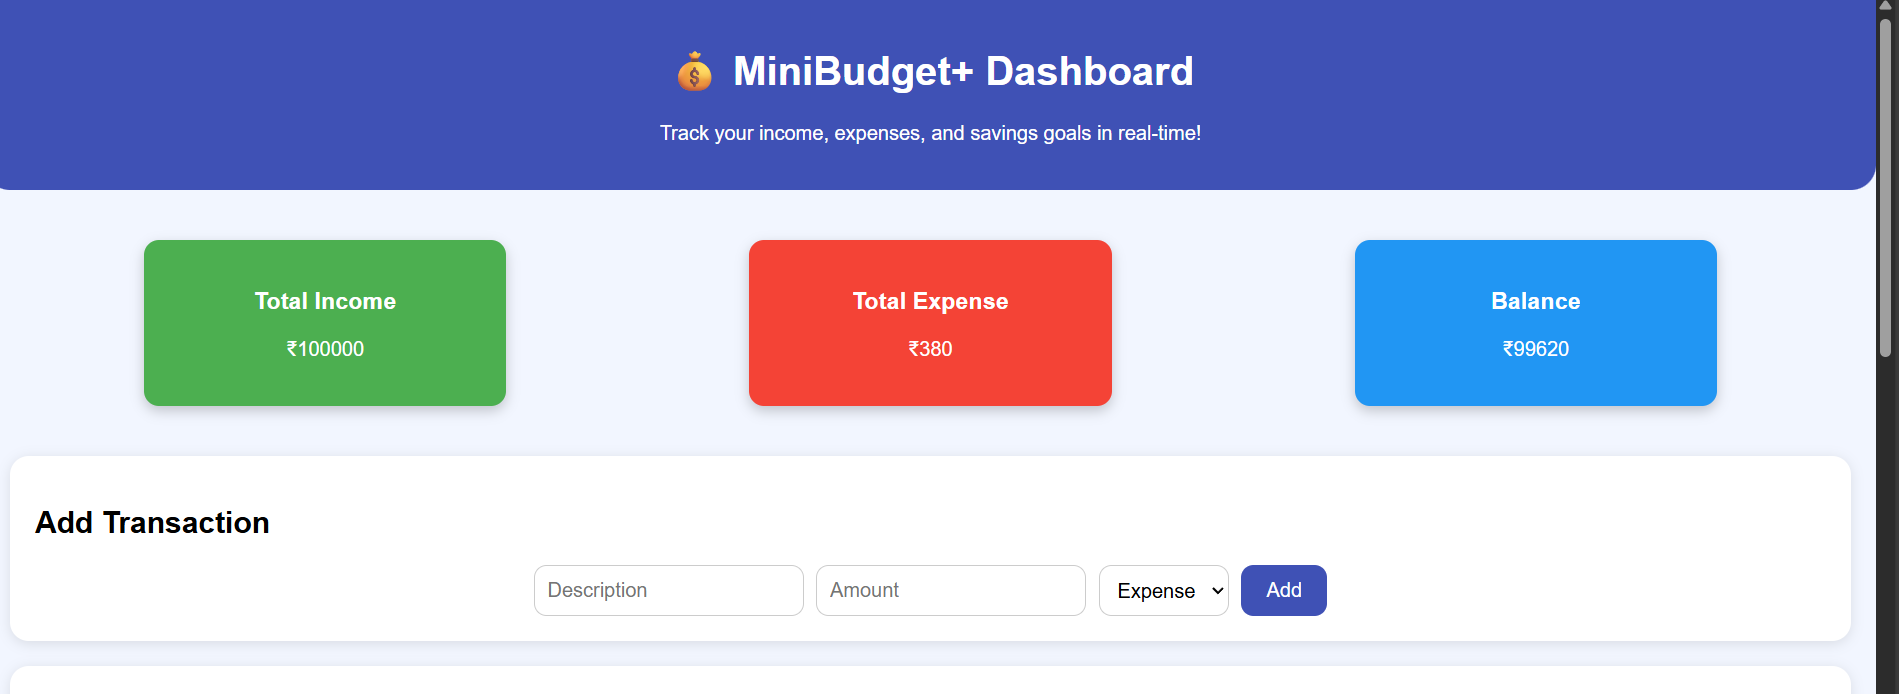 💰 MiniBudget+ Dashboard
Track your income, expenses, and savings goals in real-time!
Total Income
₹100000
Total Expense
₹380
Balance
₹99620
Add Transaction
Description Amount Expense Add